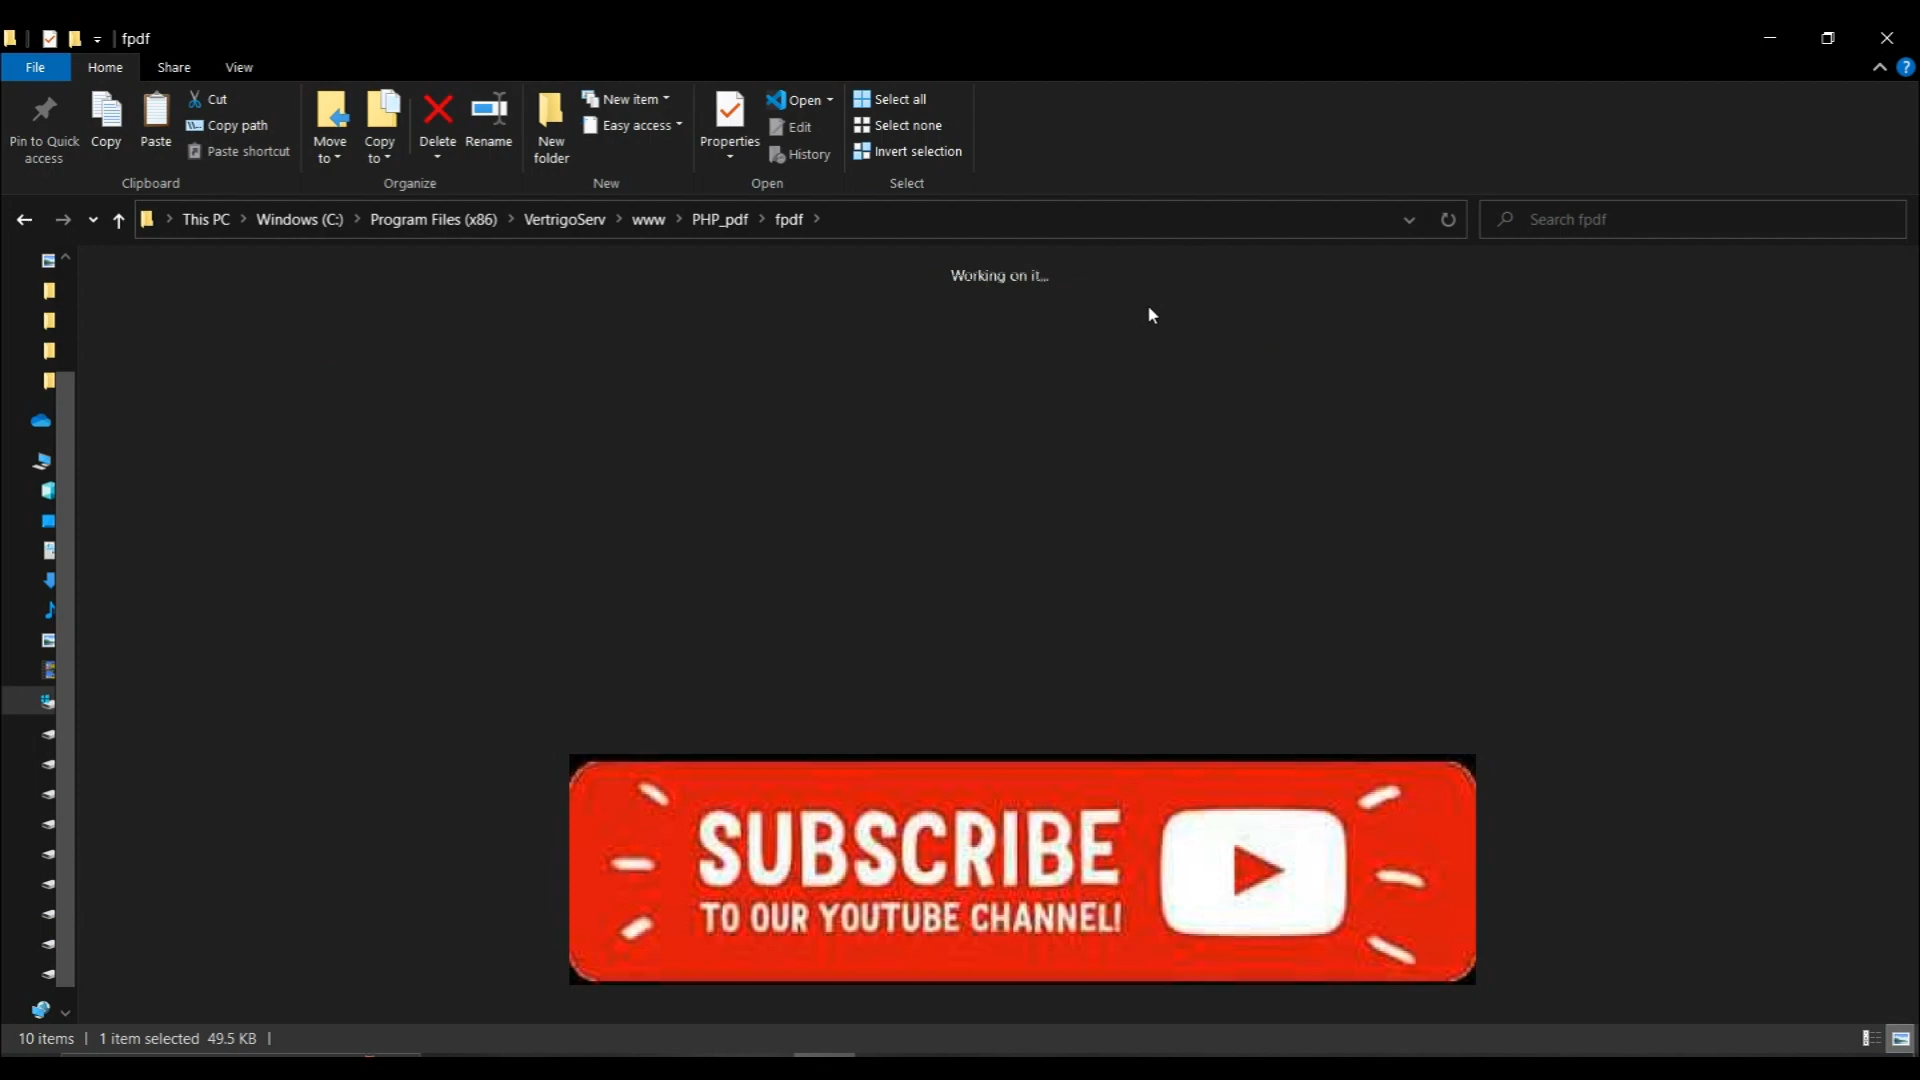 fpdf
File Home Share View
Pin to Quick access
Copy
Paste
Cut
Copy path
Paste shortcut
Clipboard
Move to
Copy to
Delete
Rename
Organize
New folder
New item
Easy access
New
Properties
Open
Edit
History
Open
Select all
Select none
Invert selection
Select
This PC > Windows (C:) > Program Files (x86) > VertrigoServ > www > PHP_pdf > fpdf >
Search fpdf
Working on it...
SUBSCRIBE
TO OUR YOUTUBE CHANNEL!
10 items | 1 item selected 49.5 KB |